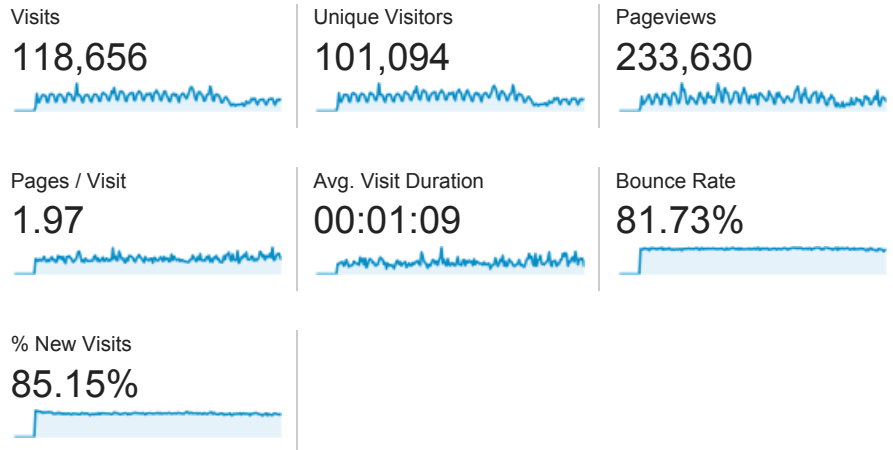 Visits
118,656
Unique Visitors
101,094
Pageviews
233,630
Pages / Visit
1.97
Avg. Visit Duration
00:01:09
Bounce Rate
81.73%
% New Visits
85.15%